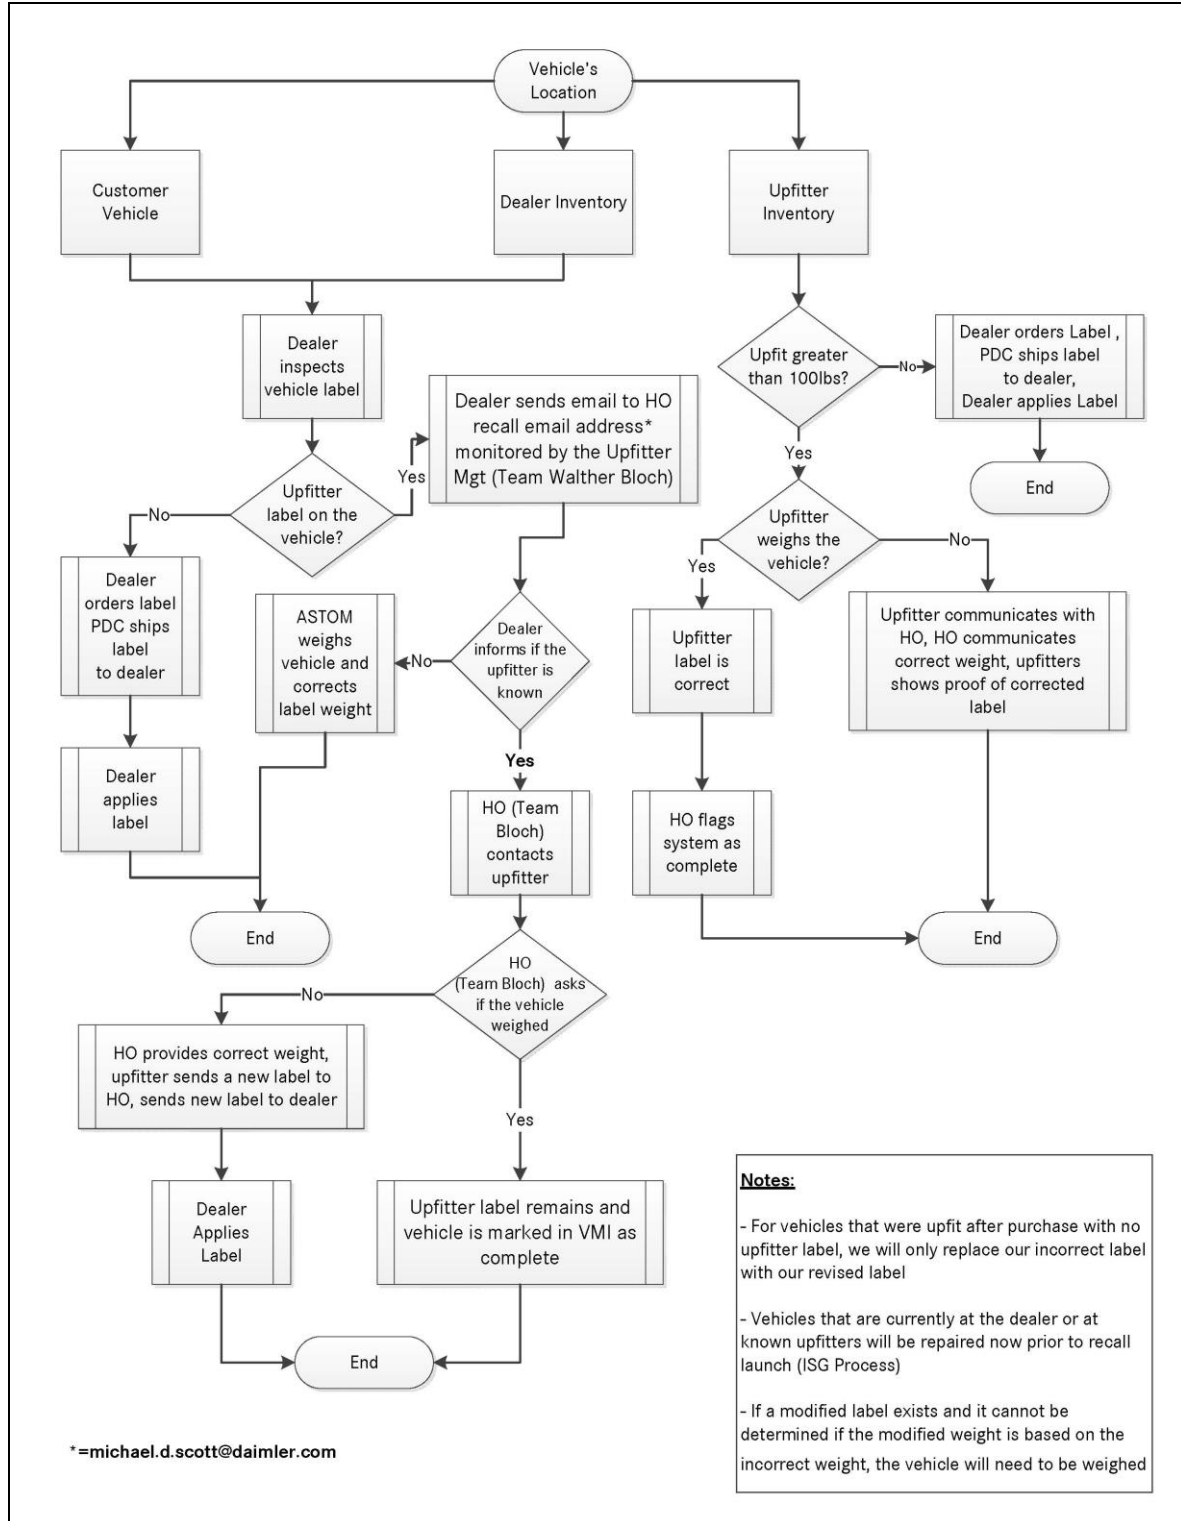 Vehicle's
Location
Customer
Vehicle
Dealer Inventory
Upfitter
Inventory
Dealer
inspects
vehicle label
Upfit greater
than 100lbs?
No
Dealer orders Label ,
PDC ships label
to dealer,
Dealer applies Label
End
Yes
Dealer sends email to HO
recall email address*
monitored by the Upfitter
Mgt (Team Walther Bloch)
Yes
Upfitter
label on the
vehicle?
No
Upfitter
weighs the
vehicle?
No
Yes
Dealer
orders label
PDC ships
label
to dealer
ASTOM
weighs
vehicle and
corrects
label weight
No
Dealer
informs if the
upfitter is
known
Yes
Upfitter
label is
correct
Upfitter communicates with
HO, HO communicates
correct weight, upfitters
shows proof of corrected
label
Dealer
applies
label
HO (Team
Bloch)
contacts
upfitter
HO flags
system as
complete
End
End
HO
(Team Bloch) asks
if the vehicle
weighed
No
Yes
HO provides correct weight,
upfitter sends a new label to
HO, sends new label to dealer
Dealer
Applies
Label
Upfitter label remains and
vehicle is marked in VMI as
complete
End
Notes:
- For vehicles that were upfit after purchase with no
upfitter label, we will only replace our incorrect label
with our revised label
- Vehicles that are currently at the dealer or at
known upfitters will be repaired now prior to recall
launch (ISG Process)
- If a modified label exists and it cannot be
determined if the modified weight is based on the
incorrect weight, the vehicle will need to be weighed
*=michael.d.scott@daimler.com